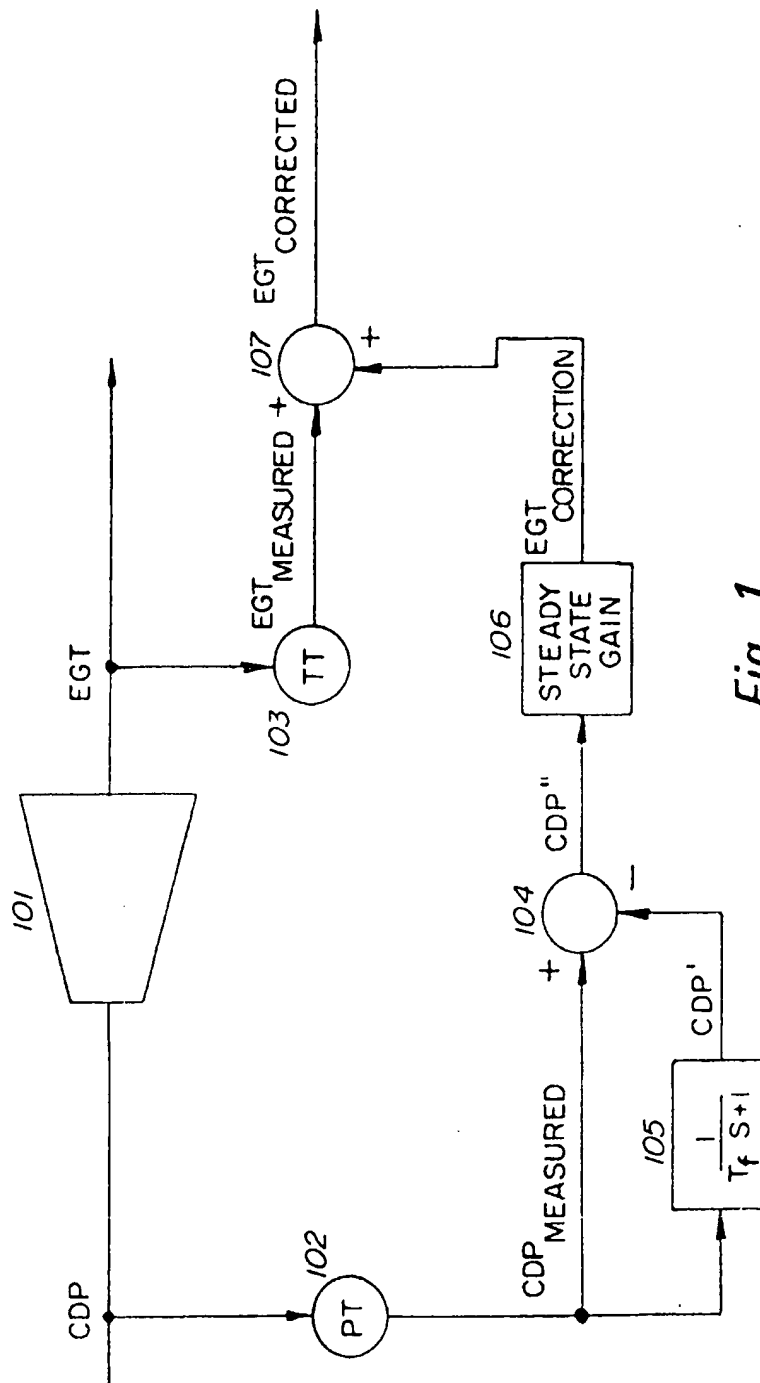 CDP
101
EGT
102
PT
103
TT
EGT MEASURED
+
107
EGT CORRECTED
+
CDP MEASURED
+
104
−
CDP"
106
STEADY
STATE
GAIN
EGT CORRECTION
105
1
T_f S+1
CDP'
Fig. 1